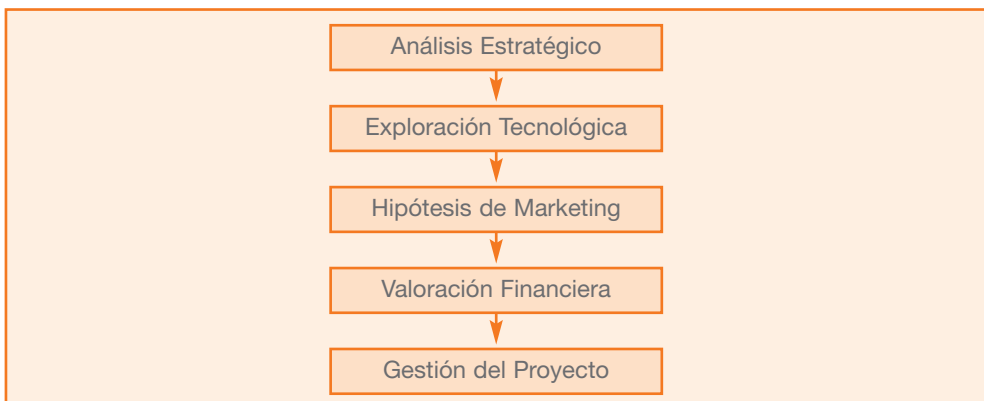 Análisis Estratégico
Exploración Tecnológica
Hipótesis de Marketing
Valoración Financiera
Gestión del Proyecto